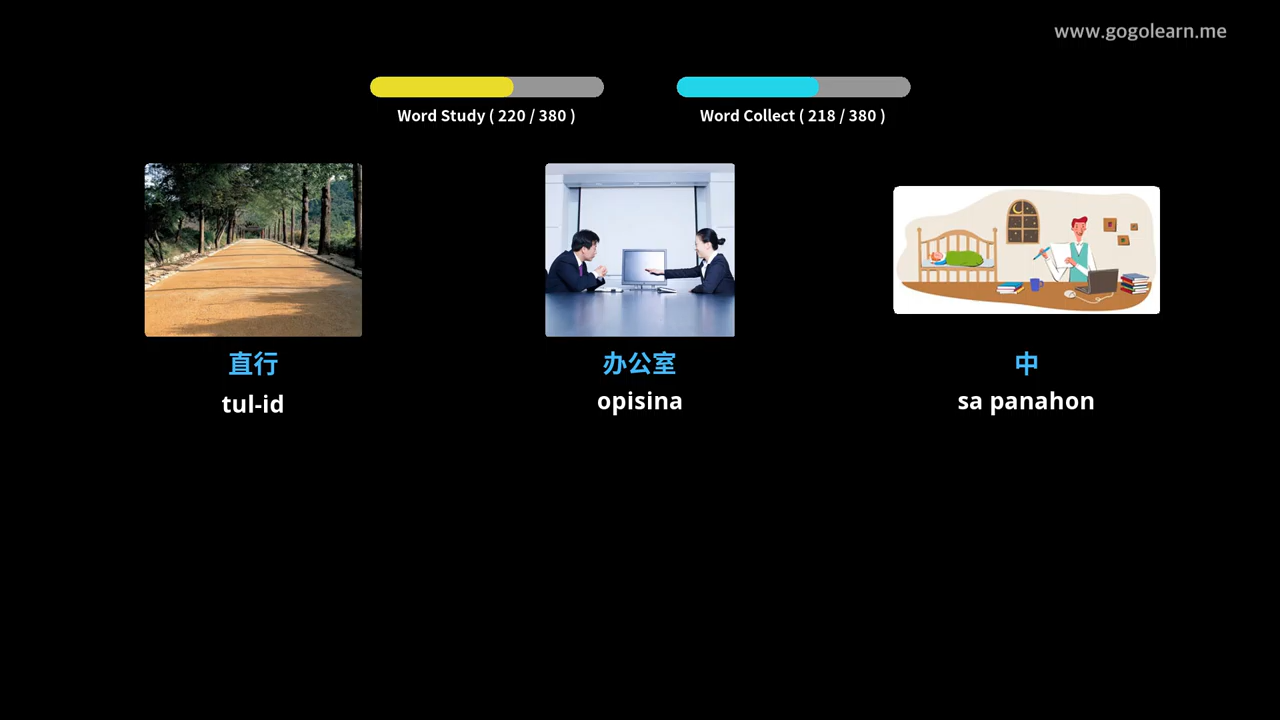 www.gogolearn.me
Word Study ( 220 / 380 )
Word Collect ( 218 / 380 )
直行
办公室
中
tul-id
opisina
sa panahon